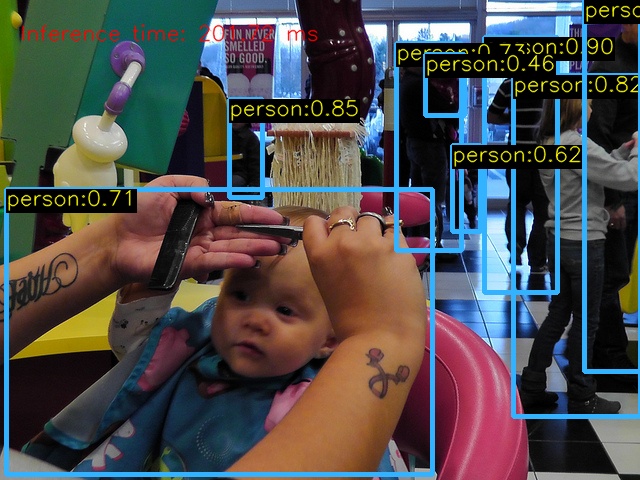 Inference time: 20
ms
FUN NEVER
SMELLED
SO GOOD.
person:0.85
person:0.46
person:0.90
person:0.82
person:0.62
person:0.71